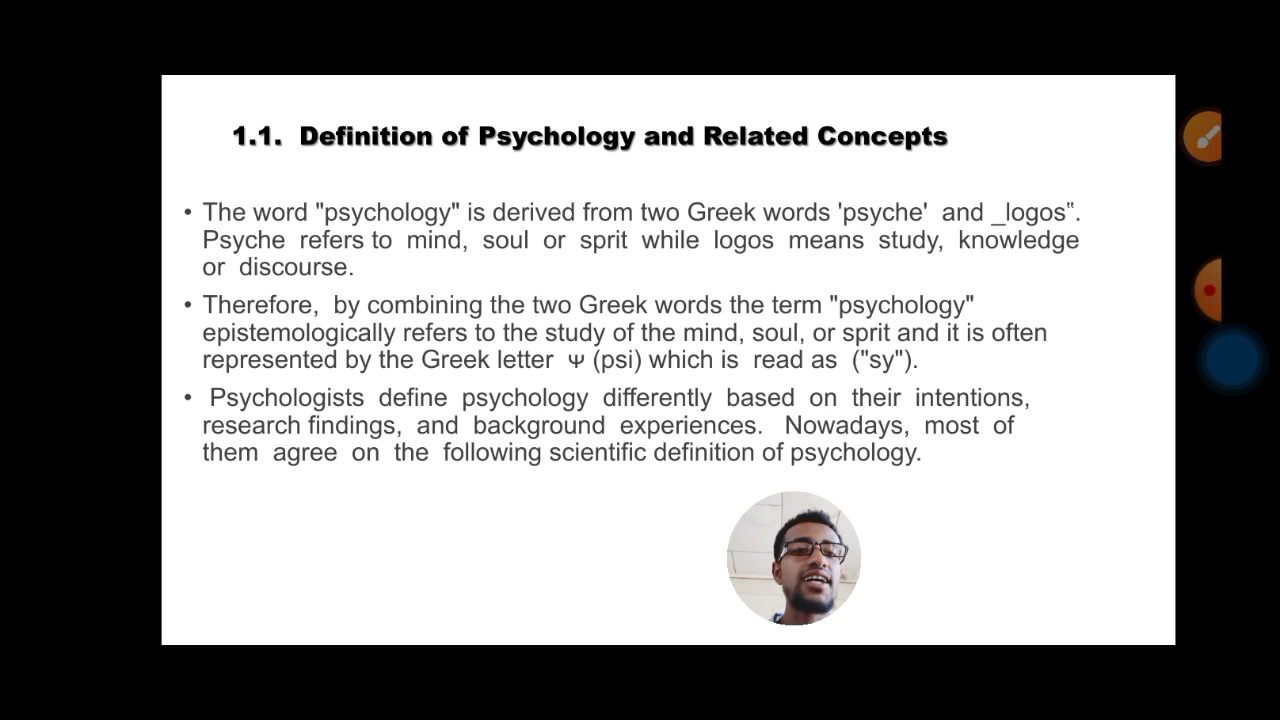 1.1. Definition of Psychology and Related Concepts
• The word "psychology" is derived from two Greek words 'psyche' and _logos‟.
Psyche refers to mind, soul or sprit while logos means study, knowledge
or discourse.
• Therefore, by combining the two Greek words the term "psychology"
epistemologically refers to the study of the mind, soul, or sprit and it is often
represented by the Greek letter Ψ (psi) which is read as ("sy").
• Psychologists define psychology differently based on their intentions,
research findings, and background experiences. Nowadays, most of
them agree on the following scientific definition of psychology.